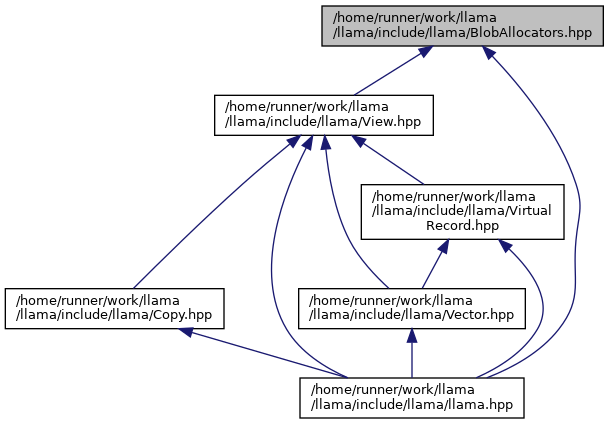 /home/runner/work/llama
/llama/include/llama/BlobAllocators.hpp
/home/runner/work/llama
/llama/include/llama/View.hpp
/home/runner/work/llama
/llama/include/llama/Virtual
Record.hpp
/home/runner/work/llama
/llama/include/llama/Copy.hpp
/home/runner/work/llama
/llama/include/llama/Vector.hpp
/home/runner/work/llama
/llama/include/llama/llama.hpp